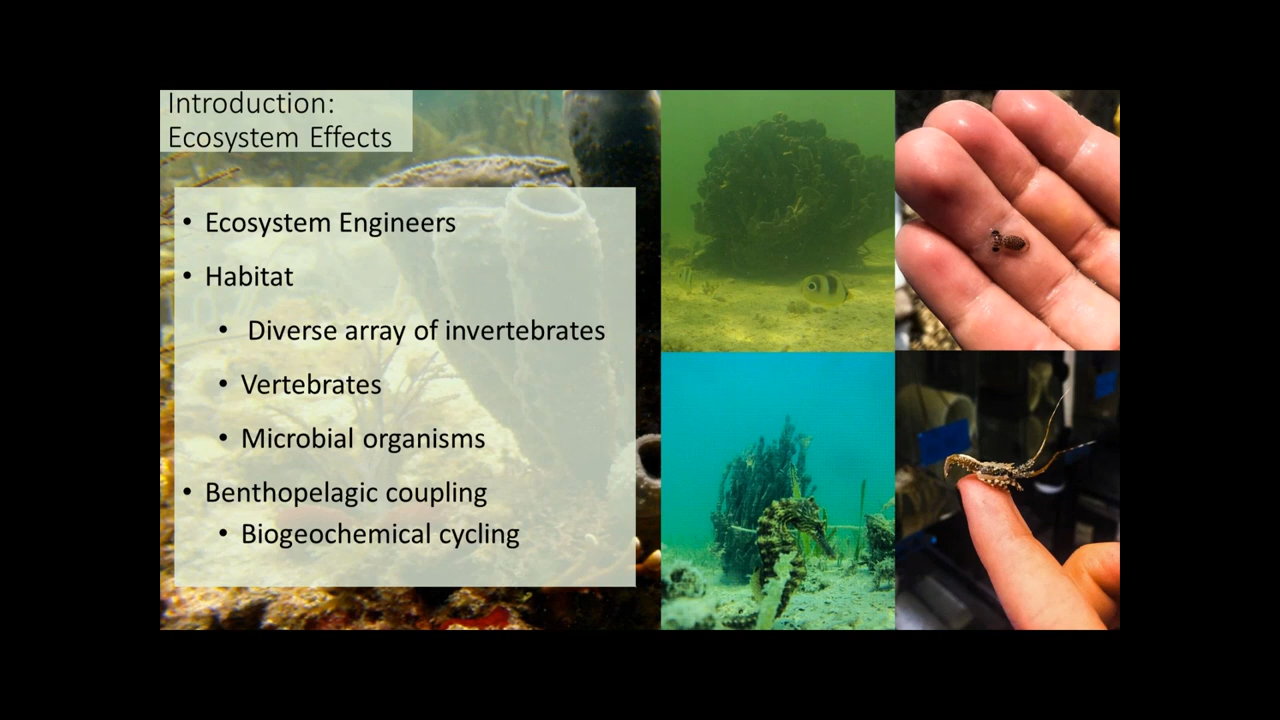 Introduction:
Ecosystem Effects
• Ecosystem Engineers
• Habitat
• Diverse array of invertebrates
• Vertebrates
• Microbial organisms
• Benthopelagic coupling
• Biogeochemical cycling